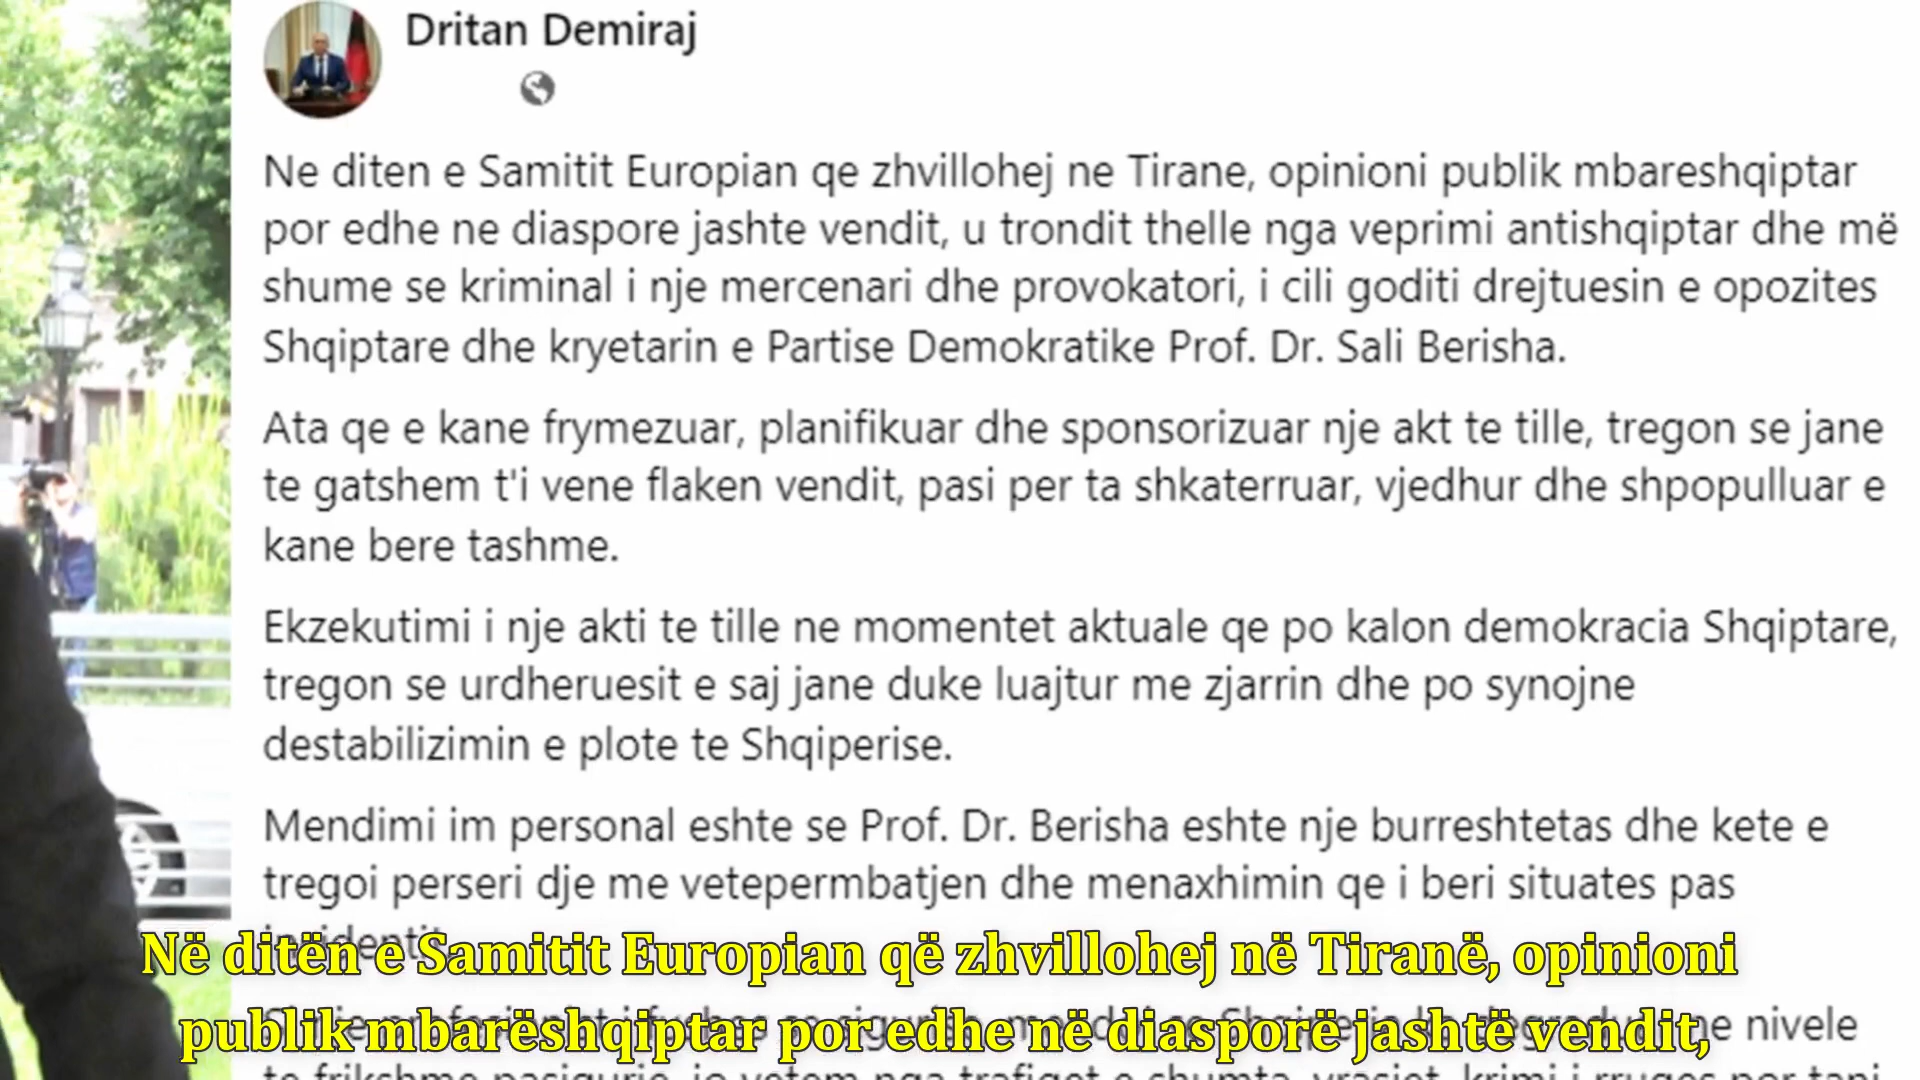 Dritan Demiraj
Ne diten e Samitit Europian qe zhvillohej ne Tirane, opinioni publik mbareshqiptar
por edhe ne diaspore jashte vendit, u trondit thelle nga veprimi antishqiptar dhe më
shume se kriminal i nje mercenari dhe provokatori, i cili goditi drejtuesin e opozites
Shqiptare dhe kryetarin e Partise Demokratike Prof. Dr. Sali Berisha.
Ata qe e kane frymezuar, planifikuar dhe sponsorizuar nje akt te tille, tregon se jane
te gatshem t'i vene flaken vendit, pasi per ta shkaterruar, vjedhur dhe shpopulluar e
kane bere tashme.
Ekzekutimi i nje akti te tille ne momentet aktuale qe po kalon demokracia Shqiptare,
tregon se urdheruesit e saj jane duke luajtur me zjarrin dhe po synojne
destabilizimin e plote te Shqiperise.
Mendimi im personal eshte se Prof. Dr. Berisha eshte nje burreshtetas dhe kete e
tregoi perseri dje me vetepermbatjen dhe menaxhimin qe i beri situates pas
Në ditën e Samitit Europian që zhvillohej në Tiranë, opinioni
nivele
publik mbarëshqiptar por edhe në diasporë jashtë vendit,